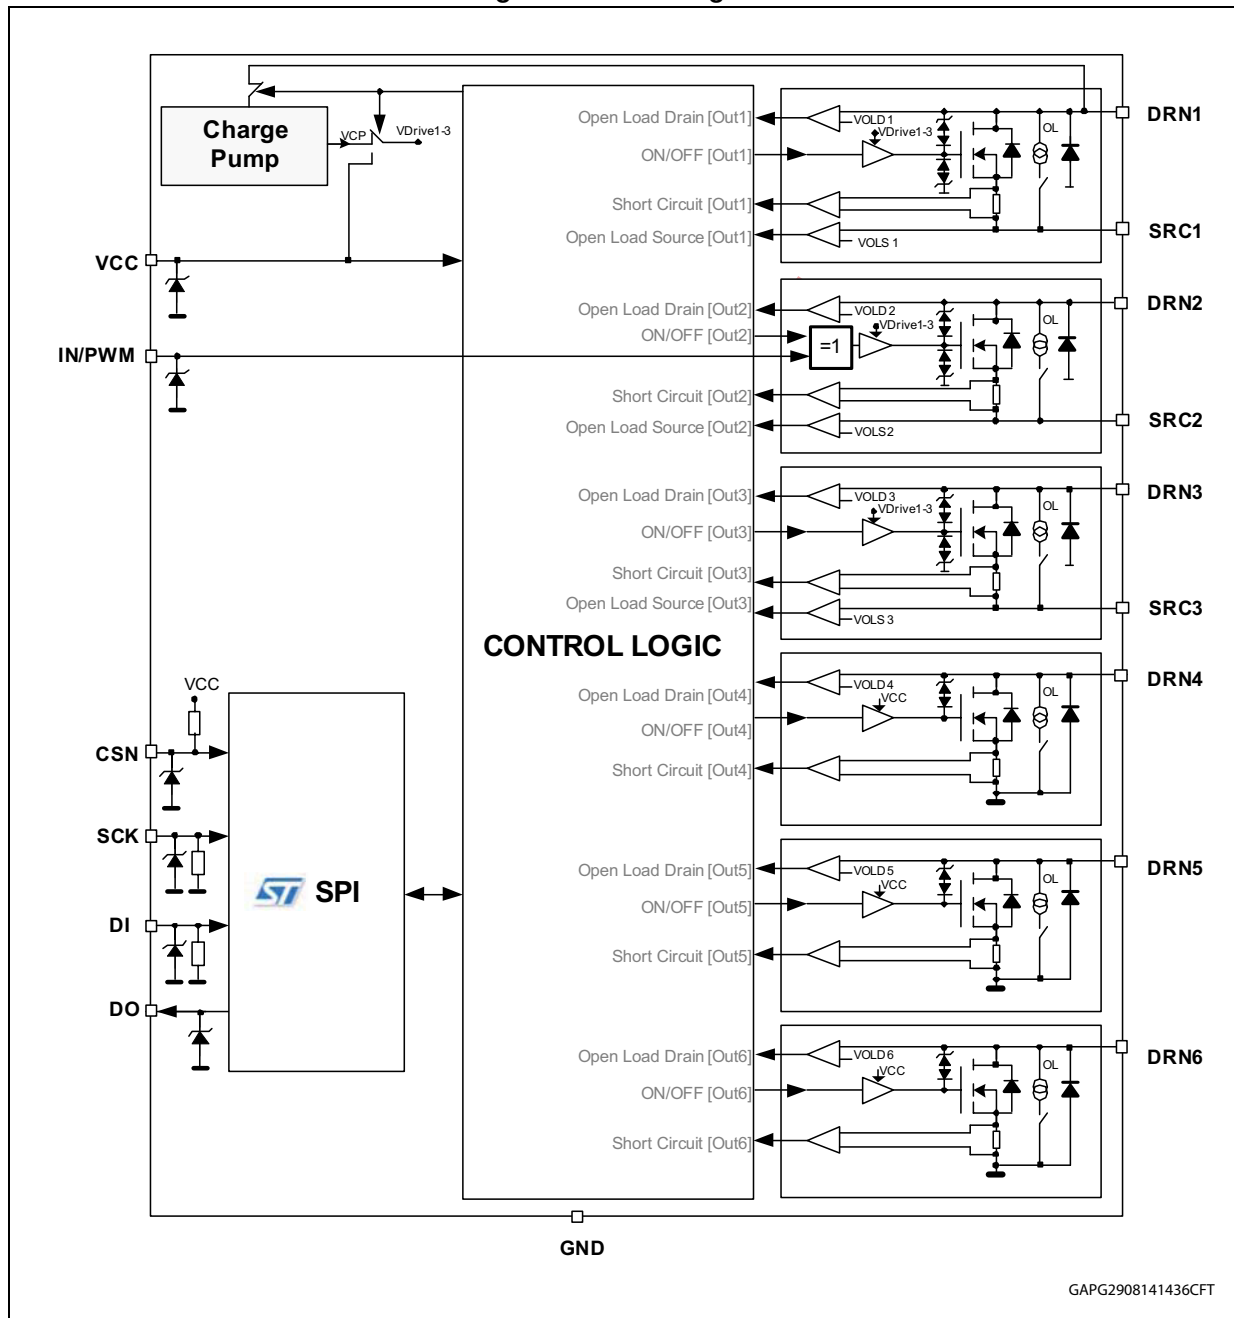 Charge
Pump
VCP
VDrive1-3
VCC
IN/PWM
CONTROL LOGIC
VCC
CSN
SCK
DI
DO
ST SPI
Open Load Drain [Out1]
ON/OFF [Out1]
Short Circuit [Out1]
Open Load Source [Out1]
VOLD 1
VDrive1-3
OL
VOLS 1
DRN1
SRC1
Open Load Drain [Out2]
ON/OFF [Out2]
Short Circuit [Out2]
Open Load Source [Out2]
VOLD 2
VDrive1-3
=1
OL
VOLS 2
DRN2
SRC2
Open Load Drain [Out3]
ON/OFF [Out3]
Short Circuit [Out3]
Open Load Source [Out3]
VOLD 3
VDrive1-3
OL
VOLS 3
DRN3
SRC3
Open Load Drain [Out4]
ON/OFF [Out4]
Short Circuit [Out4]
VOLD 4
VCC
OL
DRN4
Open Load Drain [Out5]
ON/OFF [Out5]
Short Circuit [Out5]
VOLD 5
VCC
OL
DRN5
Open Load Drain [Out6]
ON/OFF [Out6]
Short Circuit [Out6]
VOLD 6
VCC
OL
DRN6
GND
GAPG2908141436CFT